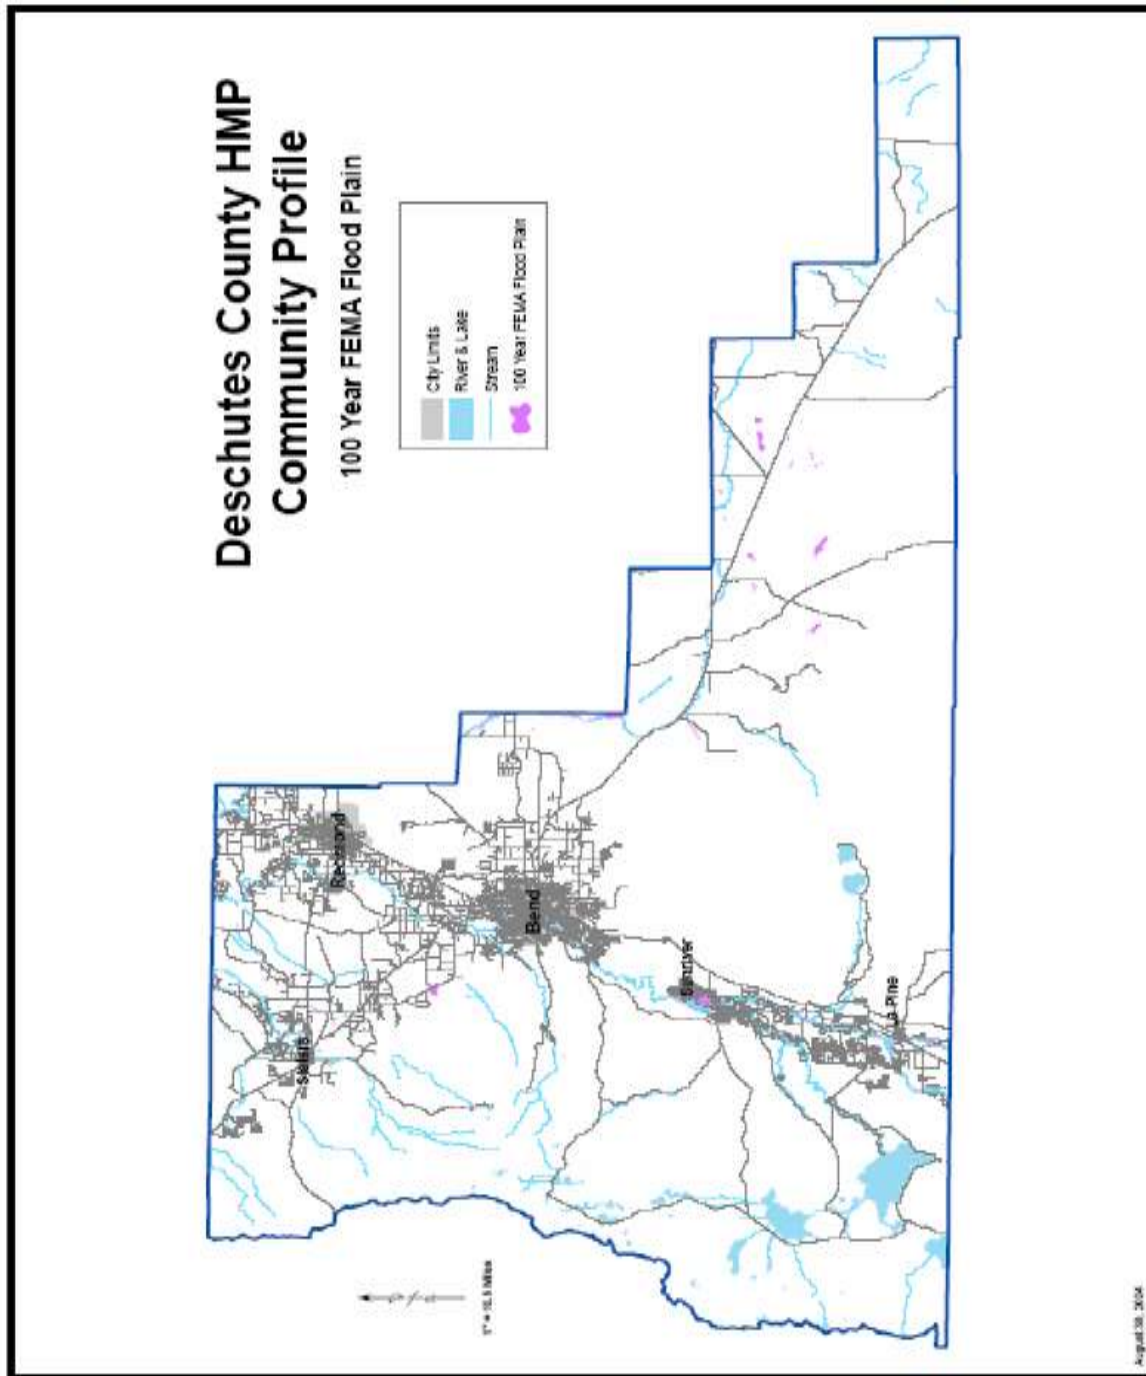 Deschutes County HMP
Community Profile
100 Year FEMA Flood Plain
City Limits
River & Lake
Stream
100 Year FEMA Flood Plain
Redmond
Sisters
Bend
Sunriver
La Pine